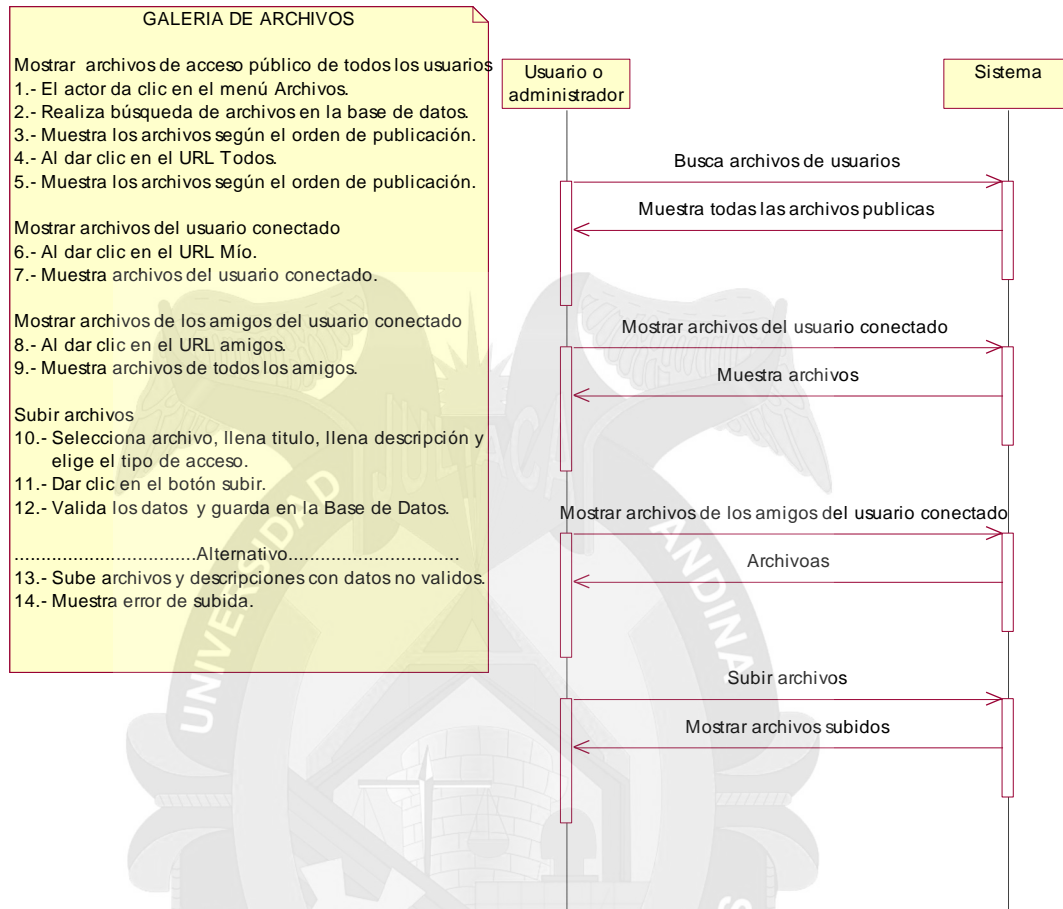 GALERIA DE ARCHIVOS
Mostrar archivos de acceso público de todos los usuarios
1.- El actor da clic en el menú Archivos.
2.- Realiza búsqueda de archivos en la base de datos.
3.- Muestra los archivos según el orden de publicación.
4.- Al dar clic en el URL Todos.
5.- Muestra los archivos según el orden de publicación.
Mostrar archivos del usuario conectado
6.- Al dar clic en el URL Mío.
7.- Muestra archivos del usuario conectado.
Mostrar archivos de los amigos del usuario conectado
8.- Al dar clic en el URL amigos.
9.- Muestra archivos de todos los amigos.
Subir archivos
10.- Selecciona archivo, llena titulo, llena descripción y
elige el tipo de acceso.
11.- Dar clic en el botón subir.
12.- Valida los datos y guarda en la Base de Datos.
..................................Alternativo................................
13.- Sube archivos y descripciones con datos no validos.
14.- Muestra error de subida.
Usuario o
administrador
Sistema
Busca archivos de usuarios
Muestra todas las archivos publicas
Mostrar archivos del usuario conectado
Muestra archivos
Mostrar archivos de los amigos del usuario conectado
Archivoas
Subir archivos
Mostrar archivos subidos
UNIVERSIDAD
ANDINA
JULIACA